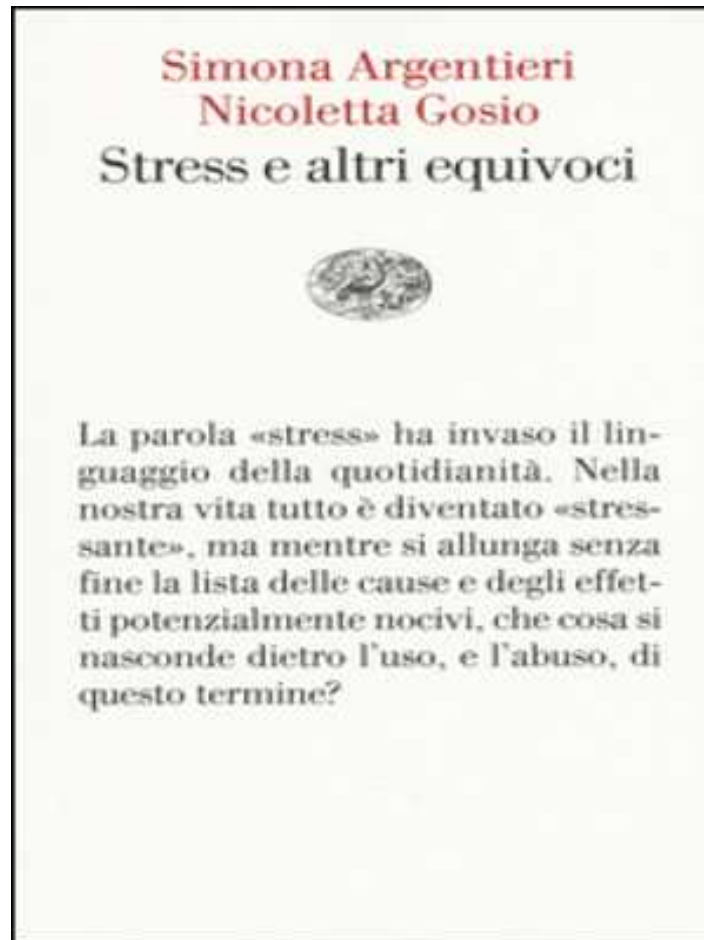 Simona Argentieri
Nicoletta Gosio
Stress e altri equivoci
La parola «stress» ha invaso il lin-
guaggio della quotidianità. Nella
nostra vita tutto è diventato «stres-
sante», ma mentre si allunga senza
fine la lista delle cause e degli effet-
ti potenzialmente nocivi, che cosa si
nasconde dietro l'uso, e l'abuso, di
questo termine?